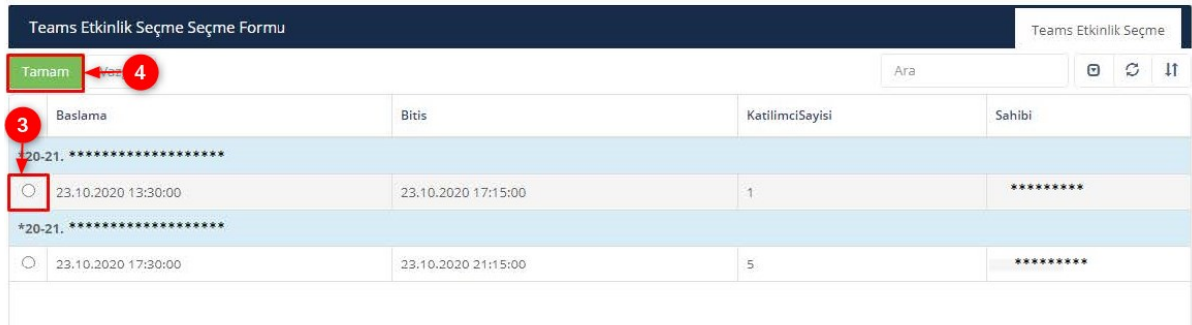 Teams Etkinlik Seçme Seçme Formu Teams Etkinlik Seçme
Tamam 4 Ara
3 Baslama Bitis KatilimciSayisi Sahibi
*20-21. *******************
23.10.2020 13:30:00 23.10.2020 17:15:00 1 *********
*20-21. *******************
23.10.2020 17:30:00 23.10.2020 21:15:00 5 *********